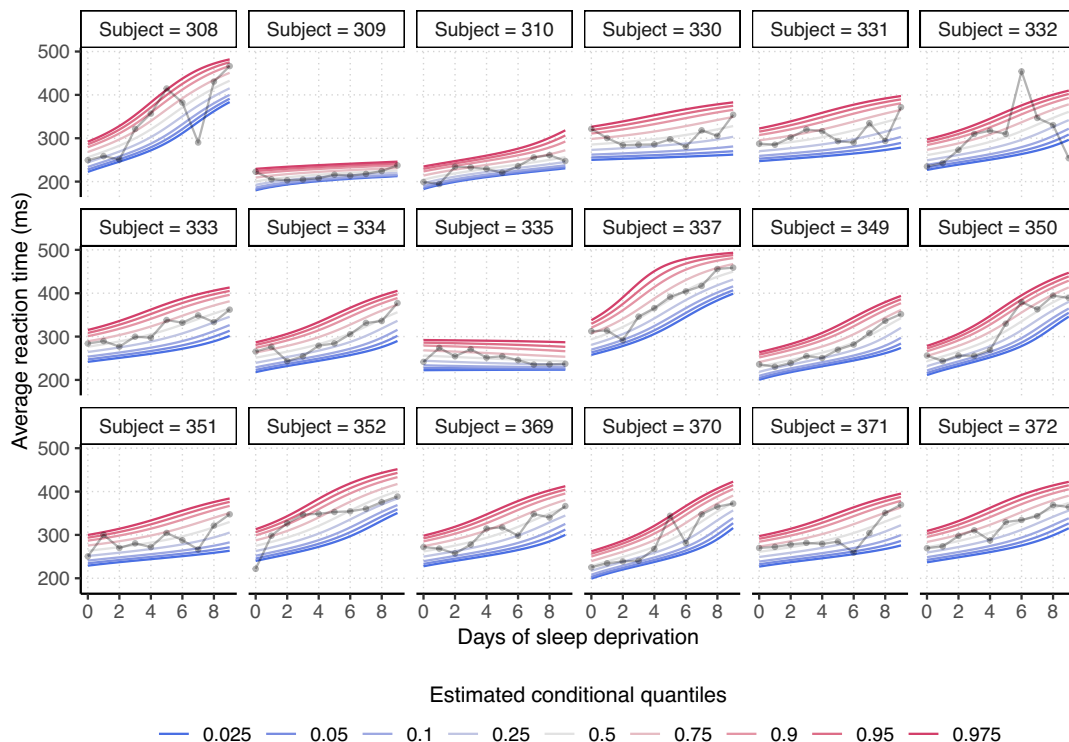 Subject = 308 Subject = 309 Subject = 310 Subject = 330 Subject = 331 Subject = 332
500
400
300
200
Subject = 333 Subject = 334 Subject = 335 Subject = 337 Subject = 349 Subject = 350
500
400
300
200
Average reaction time (ms)
Subject = 351 Subject = 352 Subject = 369 Subject = 370 Subject = 371 Subject = 372
500
400
300
200
0 2 4 6 8 0 2 4 6 8 0 2 4 6 8 0 2 4 6 8 0 2 4 6 8 0 2 4 6 8
Days of sleep deprivation
Estimated conditional quantiles
0.025 0.05 0.1 0.25 0.5 0.75 0.9 0.95 0.975